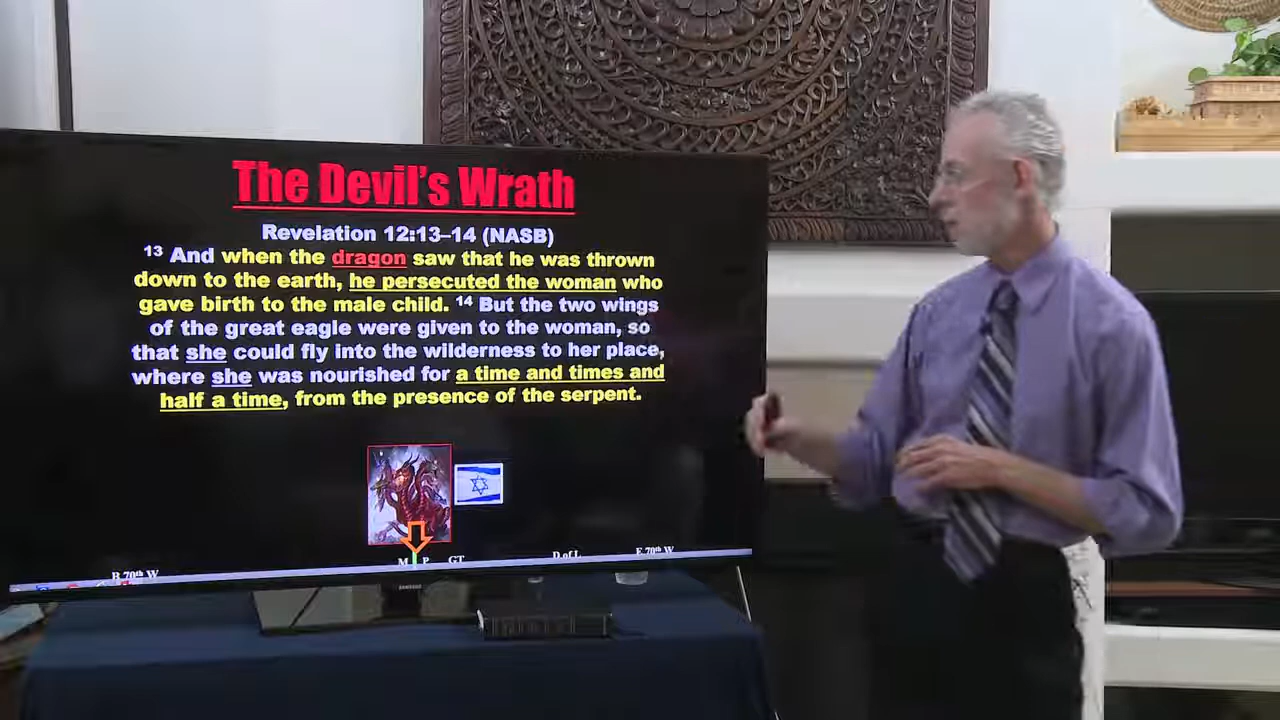 The Devil's Wrath
Revelation 12:13–14 (NASB)
13 And when the dragon saw that he was thrown
down to the earth, he persecuted the woman who
gave birth to the male child. 14 But the two wings
of the great eagle were given to the woman, so
that she could fly into the wilderness to her place,
where she was nourished for a time and times and
half a time, from the presence of the serpent.
B 70th W M P GT D of L E 70th W
SAMSUNG